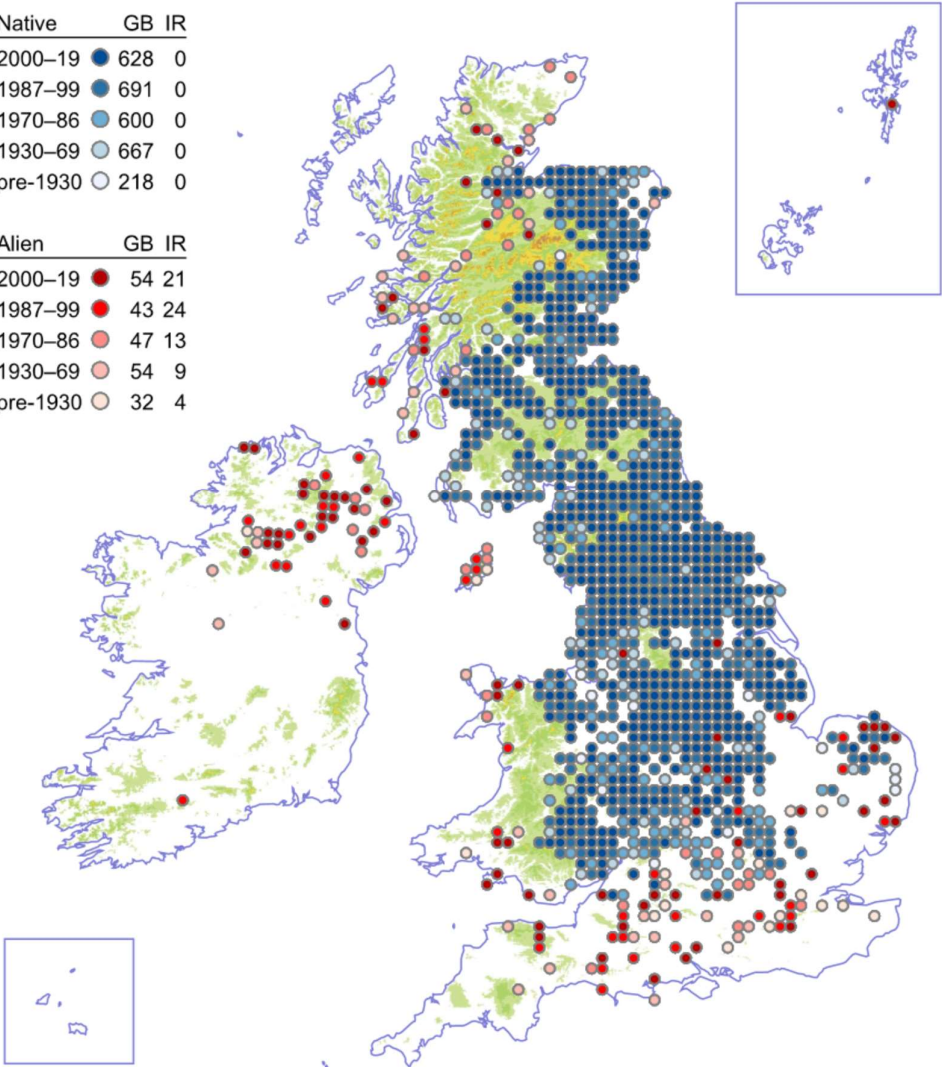 Native GB IR
2000–19 628 0
1987–99 691 0
1970–86 600 0
1930–69 667 0
pre-1930 218 0
Alien GB IR
2000–19 54 21
1987–99 43 24
1970–86 47 13
1930–69 54 9
pre-1930 32 4